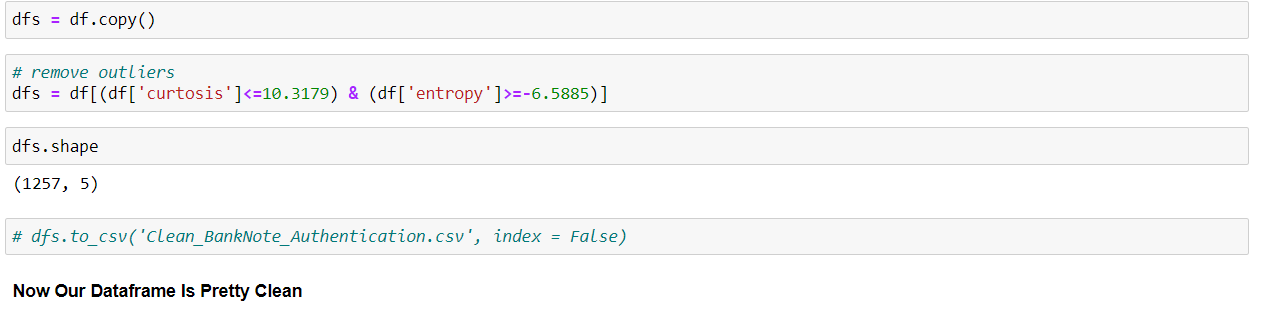 dfs = df.copy()
# remove outliers
dfs = df[(df['curtosis']<=10.3179) & (df['entropy']>=-6.5885)]
dfs.shape
(1257, 5)
# dfs.to_csv('Clean_BankNote_Authentication.csv', index = False)
Now Our Dataframe Is Pretty Clean